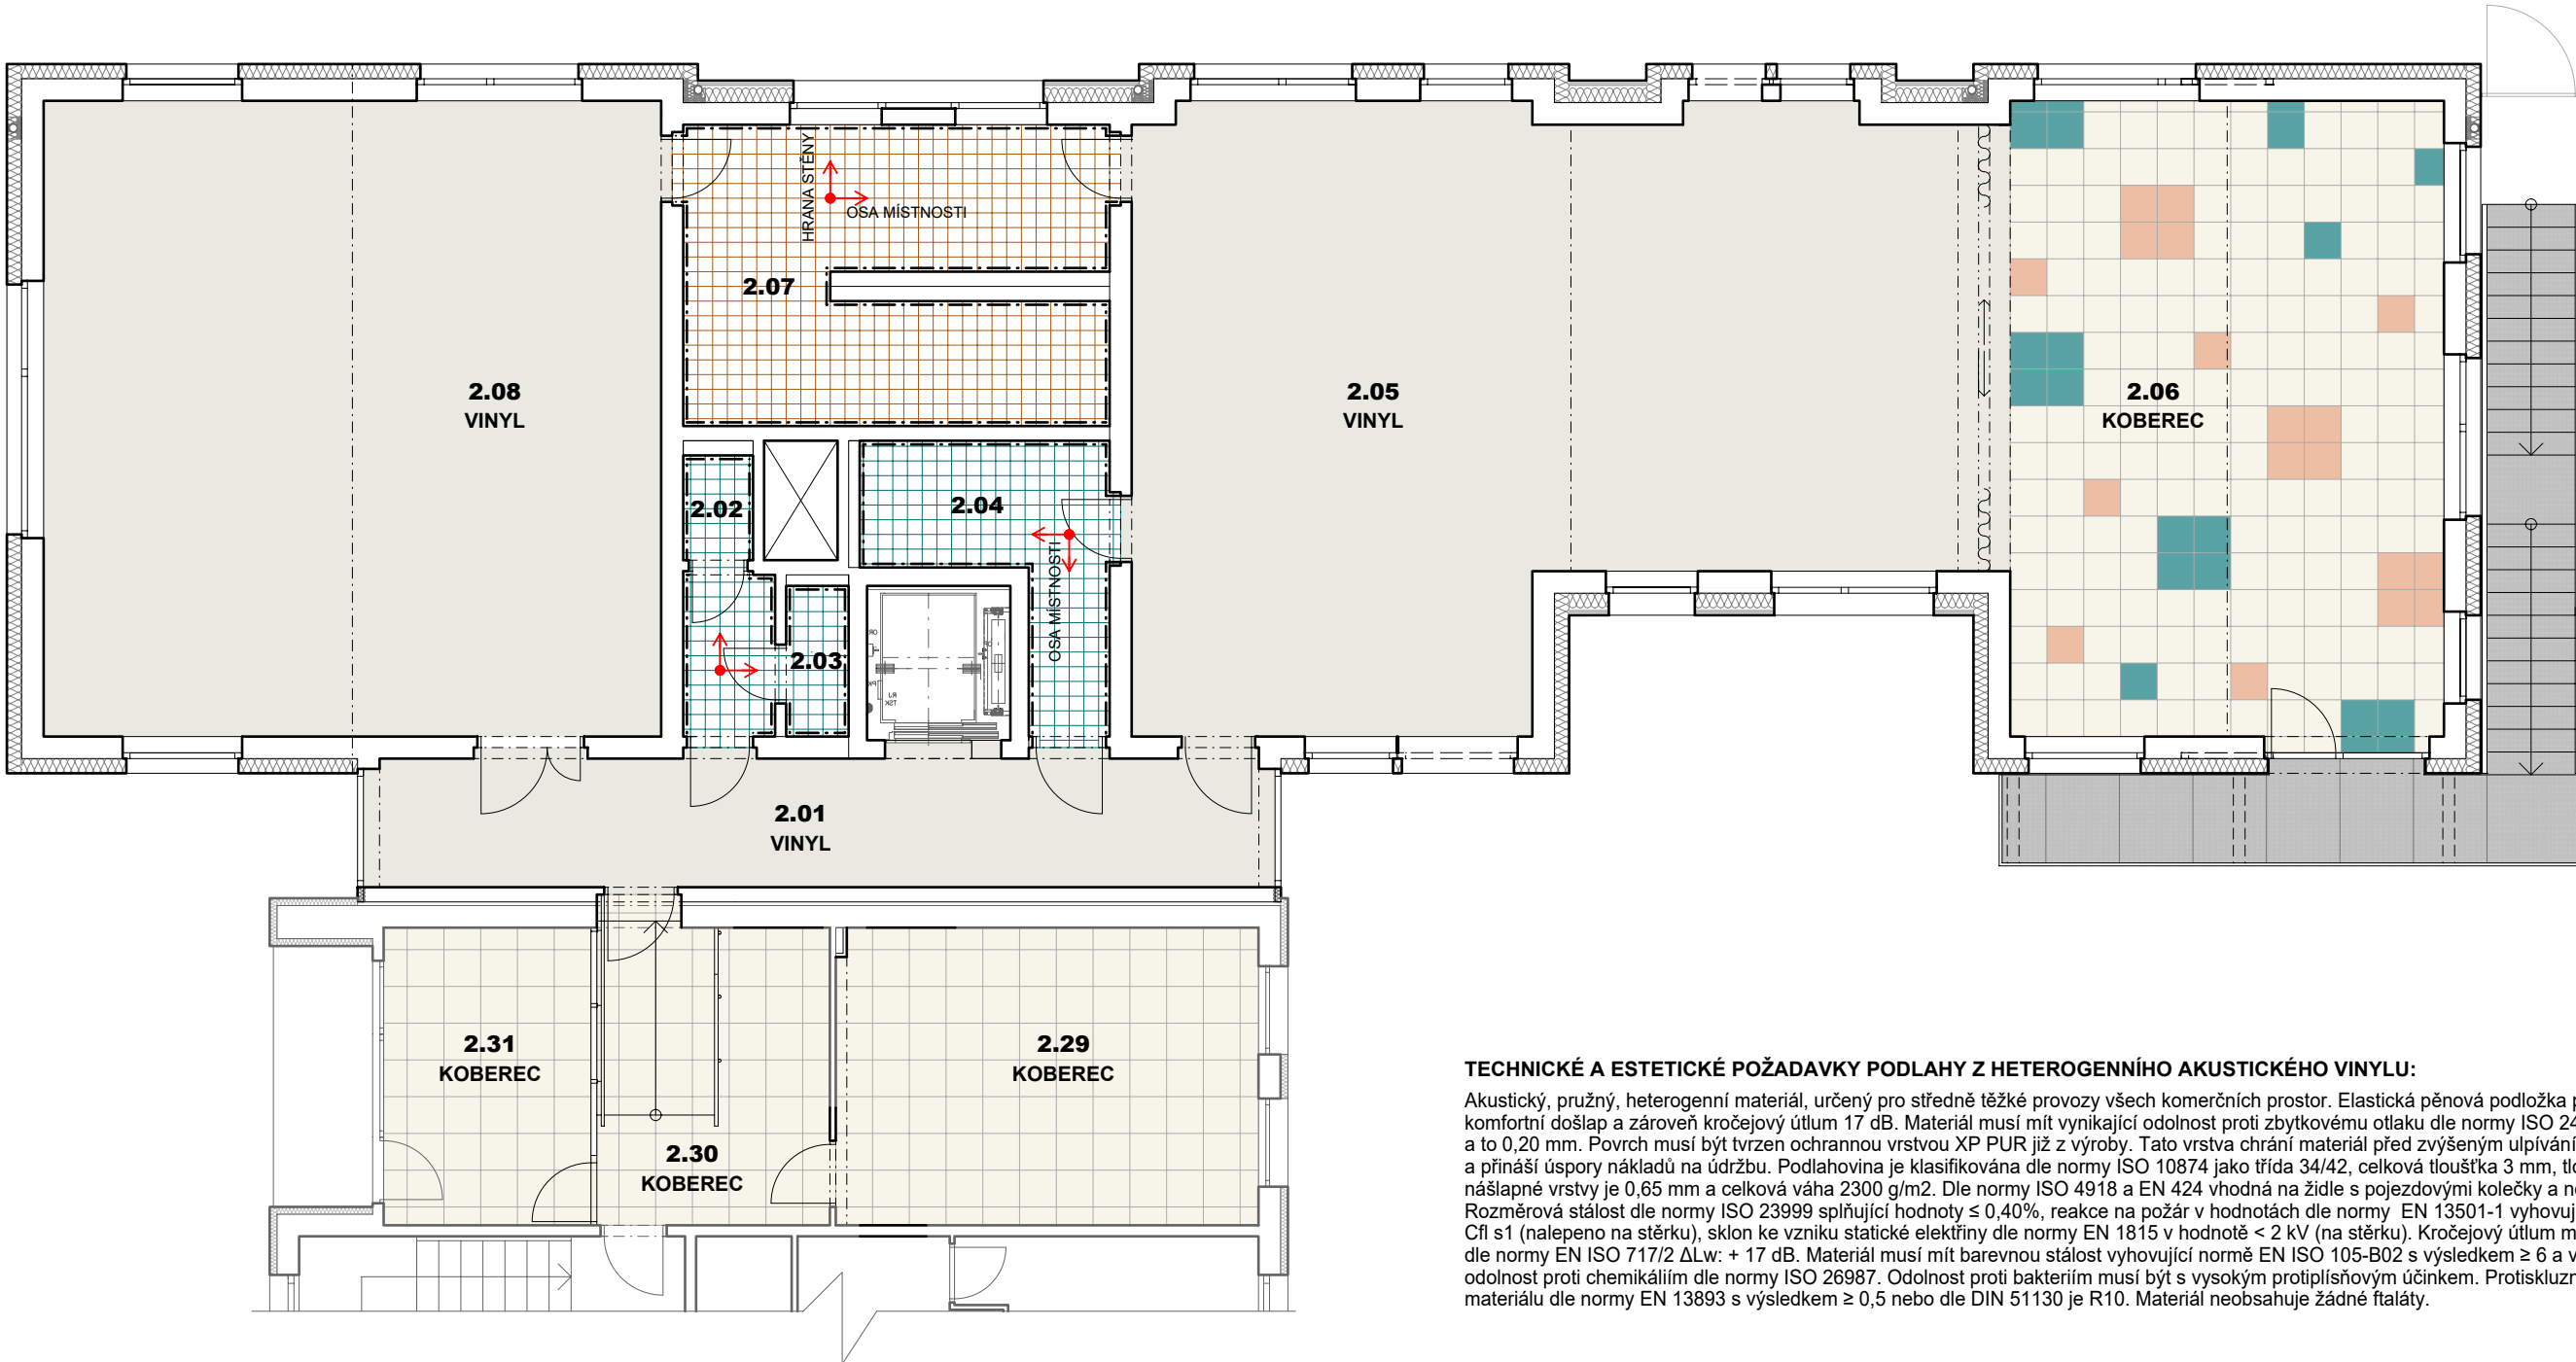 HRANA STĚNY
OSA MÍSTNOSTI
2.07
2.08
VINYL
2.05
VINYL
2.06
KOBEREC
2.02
2.04
OSA MÍSTNOSTI
2.03
RJ
TSK
2.01
VINYL
2.31
KOBEREC
2.29
KOBEREC
2.30
KOBEREC
TECHNICKÉ A ESTETICKÉ POŽADAVKY PODLAHY Z HETEROGENNÍHO AKUSTICKÉHO VINYLU:
Akustický, pružný, heterogenní materiál, určený pro středně těžké provozy všech komerčních prostor. Elastická pěnová podložka p
komfortní došlap a zároveň kročejový útlum 17 dB. Materiál musí mít vynikající odolnost proti zbytkovému otlaku dle normy ISO 24
a to 0,20 mm. Povrch musí být tvrzen ochrannou vrstvou XP PUR již z výroby. Tato vrstva chrání materiál před zvýšeným ulpívání
a přináší úspory nákladů na údržbu. Podlahovina je klasifikována dle normy ISO 10874 jako třída 34/42, celková tloušťka 3 mm, tlo
nášlapné vrstvy je 0,65 mm a celková váha 2300 g/m2. Dle normy ISO 4918 a EN 424 vhodná na židle s pojezdovými kolečky a n
Rozměrová stálost dle normy ISO 23999 splňující hodnoty ≤ 0,40%, reakce na požár v hodnotách dle normy EN 13501-1 vyhovuj
Cfl s1 (nalepeno na stěrku), sklon ke vzniku statické elektřiny dle normy EN 1815 v hodnotě < 2 kV (na stěrku). Kročejový útlum m
dle normy EN ISO 717/2 ΔLw: + 17 dB. Materiál musí mít barevnou stálost vyhovující normě EN ISO 105-B02 s výsledkem ≥ 6 a v
odolnost proti chemikáliím dle normy ISO 26987. Odolnost proti bakteriím musí být s vysokým protiplísňovým účinkem. Protiskluzn
materiálu dle normy EN 13893 s výsledkem ≥ 0,5 nebo dle DIN 51130 je R10. Materiál neobsahuje žádné ftaláty.